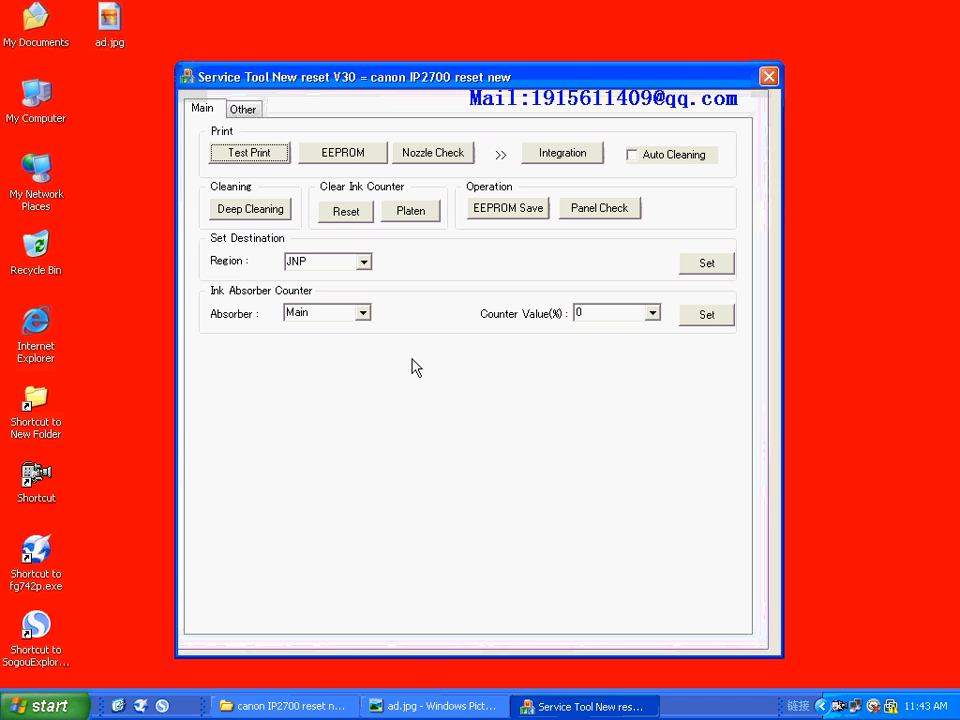 My Documents
ad.jpg
My Computer
My Network
Places
Recycle Bin
Internet
Explorer
Shortcut to
New Folder
Shortcut
Shortcut to
fg742p.exe
Shortcut to
SogouExplor...
Service Tool New reset V30 = canon IP2700 reset new
Mail:1915611409@qq.com
Main
Other
Print
Test Print
EEPROM
Nozzle Check
>>
Integration
Auto Cleaning
Cleaning
Clear Ink Counter
Operation
Deep Cleaning
Reset
Platen
EEPROM Save
Panel Check
Set Destination
Region :
JNP
Set
Ink Absorber Counter
Absorber :
Main
Counter Value(%) :
0
Set
start
canon IP2700 reset n...
ad.jpg - Windows Pict...
Service Tool New res...
链接
11:43 AM